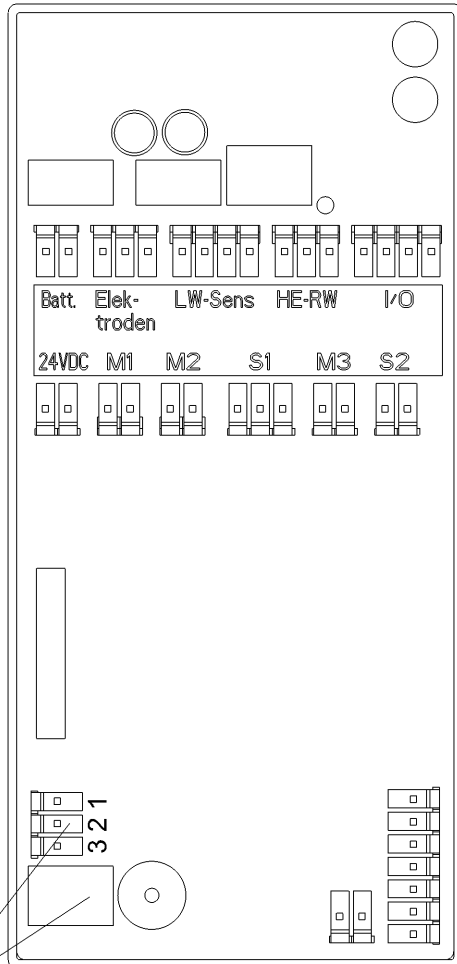 Batt. Elek-troden LW-Sens HE-RW I/O
24VDC M1 M2 S1 M3 S2
1
2
3